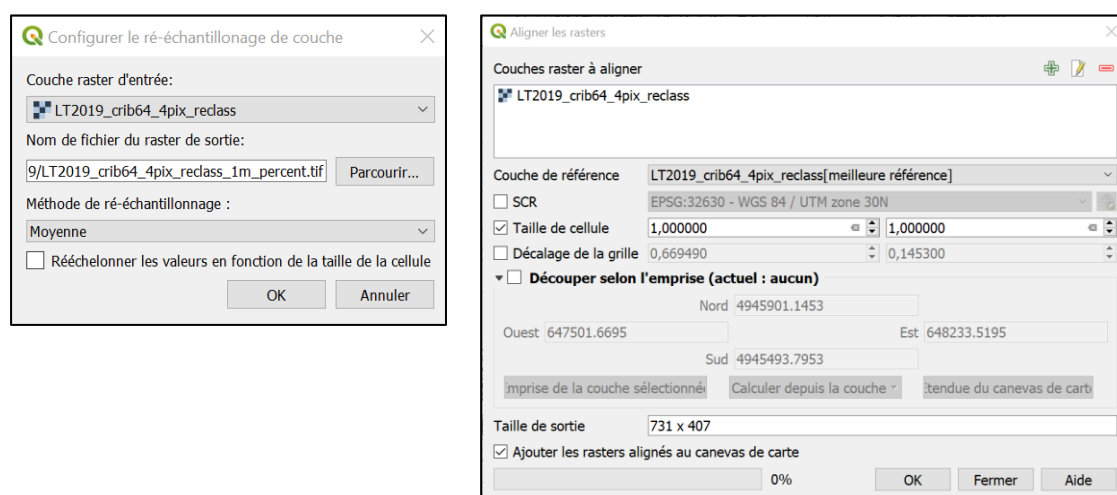 Configurer le ré-échantillonage de couche
Couche raster d'entrée:
LT2019_crib64_4pix_reclass
Nom de fichier du raster de sortie:
9/LT2019_crib64_4pix_reclass_1m_percent.tif Parcourir...
Méthode de ré-échantillonnage :
Moyenne
Rééchelonner les valeurs en fonction de la taille de la cellule
OK Annuler
Aligner les rasters
Couches raster à aligner
LT2019_crib64_4pix_reclass
Couche de référence LT2019_crib64_4pix_reclass[meilleure référence]
SCR EPSG:32630 - WGS 84 / UTM zone 30N
Taille de cellule 1,000000 1,000000
Décalage de la grille 0,669490 0,145300
Découper selon l'emprise (actuel : aucun)
Nord 4945901.1453
Ouest 647501.6695 Est 648233.5195
Sud 4945493.7953
Emprise de la couche sélectionnée Calculer depuis la couche Étendue du canevas de carte
Taille de sortie 731 x 407
Ajouter les rasters alignés au canevas de carte
0% OK Fermer Aide